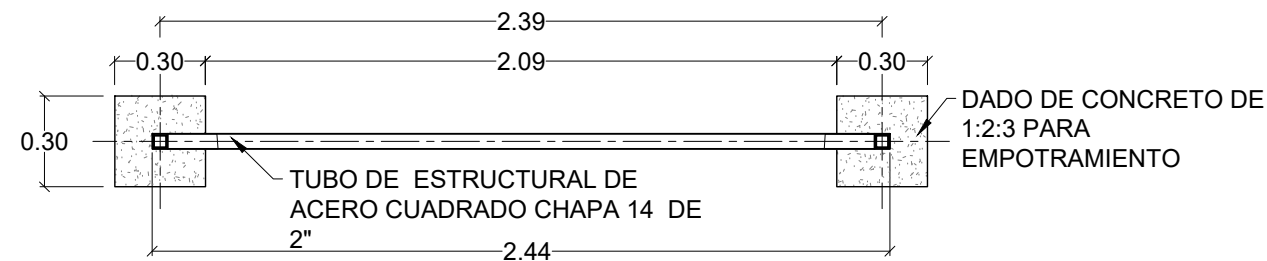 2.39
0.30
2.09
0.30
0.30
DADO DE CONCRETO DE
1:2:3 PARA
EMPOTRAMIENTO
TUBO DE ESTRUCTURAL DE
ACERO CUADRADO CHAPA 14 DE
2"
2.44